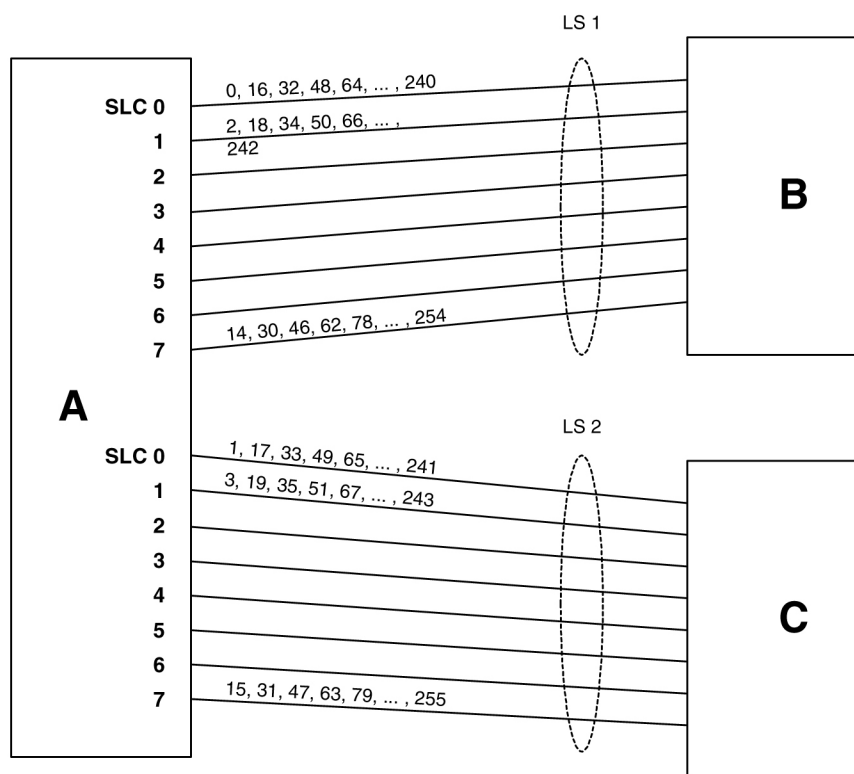 LS 1
0, 16, 32, 48, 64, ... , 240
SLC 0
2, 18, 34, 50, 66, ... ,
242
1
2
3
B
4
5
6
14, 30, 46, 62, 78, ... , 254
7
A
LS 2
SLC 0
1, 17, 33, 49, 65, ... , 241
1
3, 19, 35, 51, 67, ... , 243
2
3
4
C
5
6
7
15, 31, 47, 63, 79, ... , 255